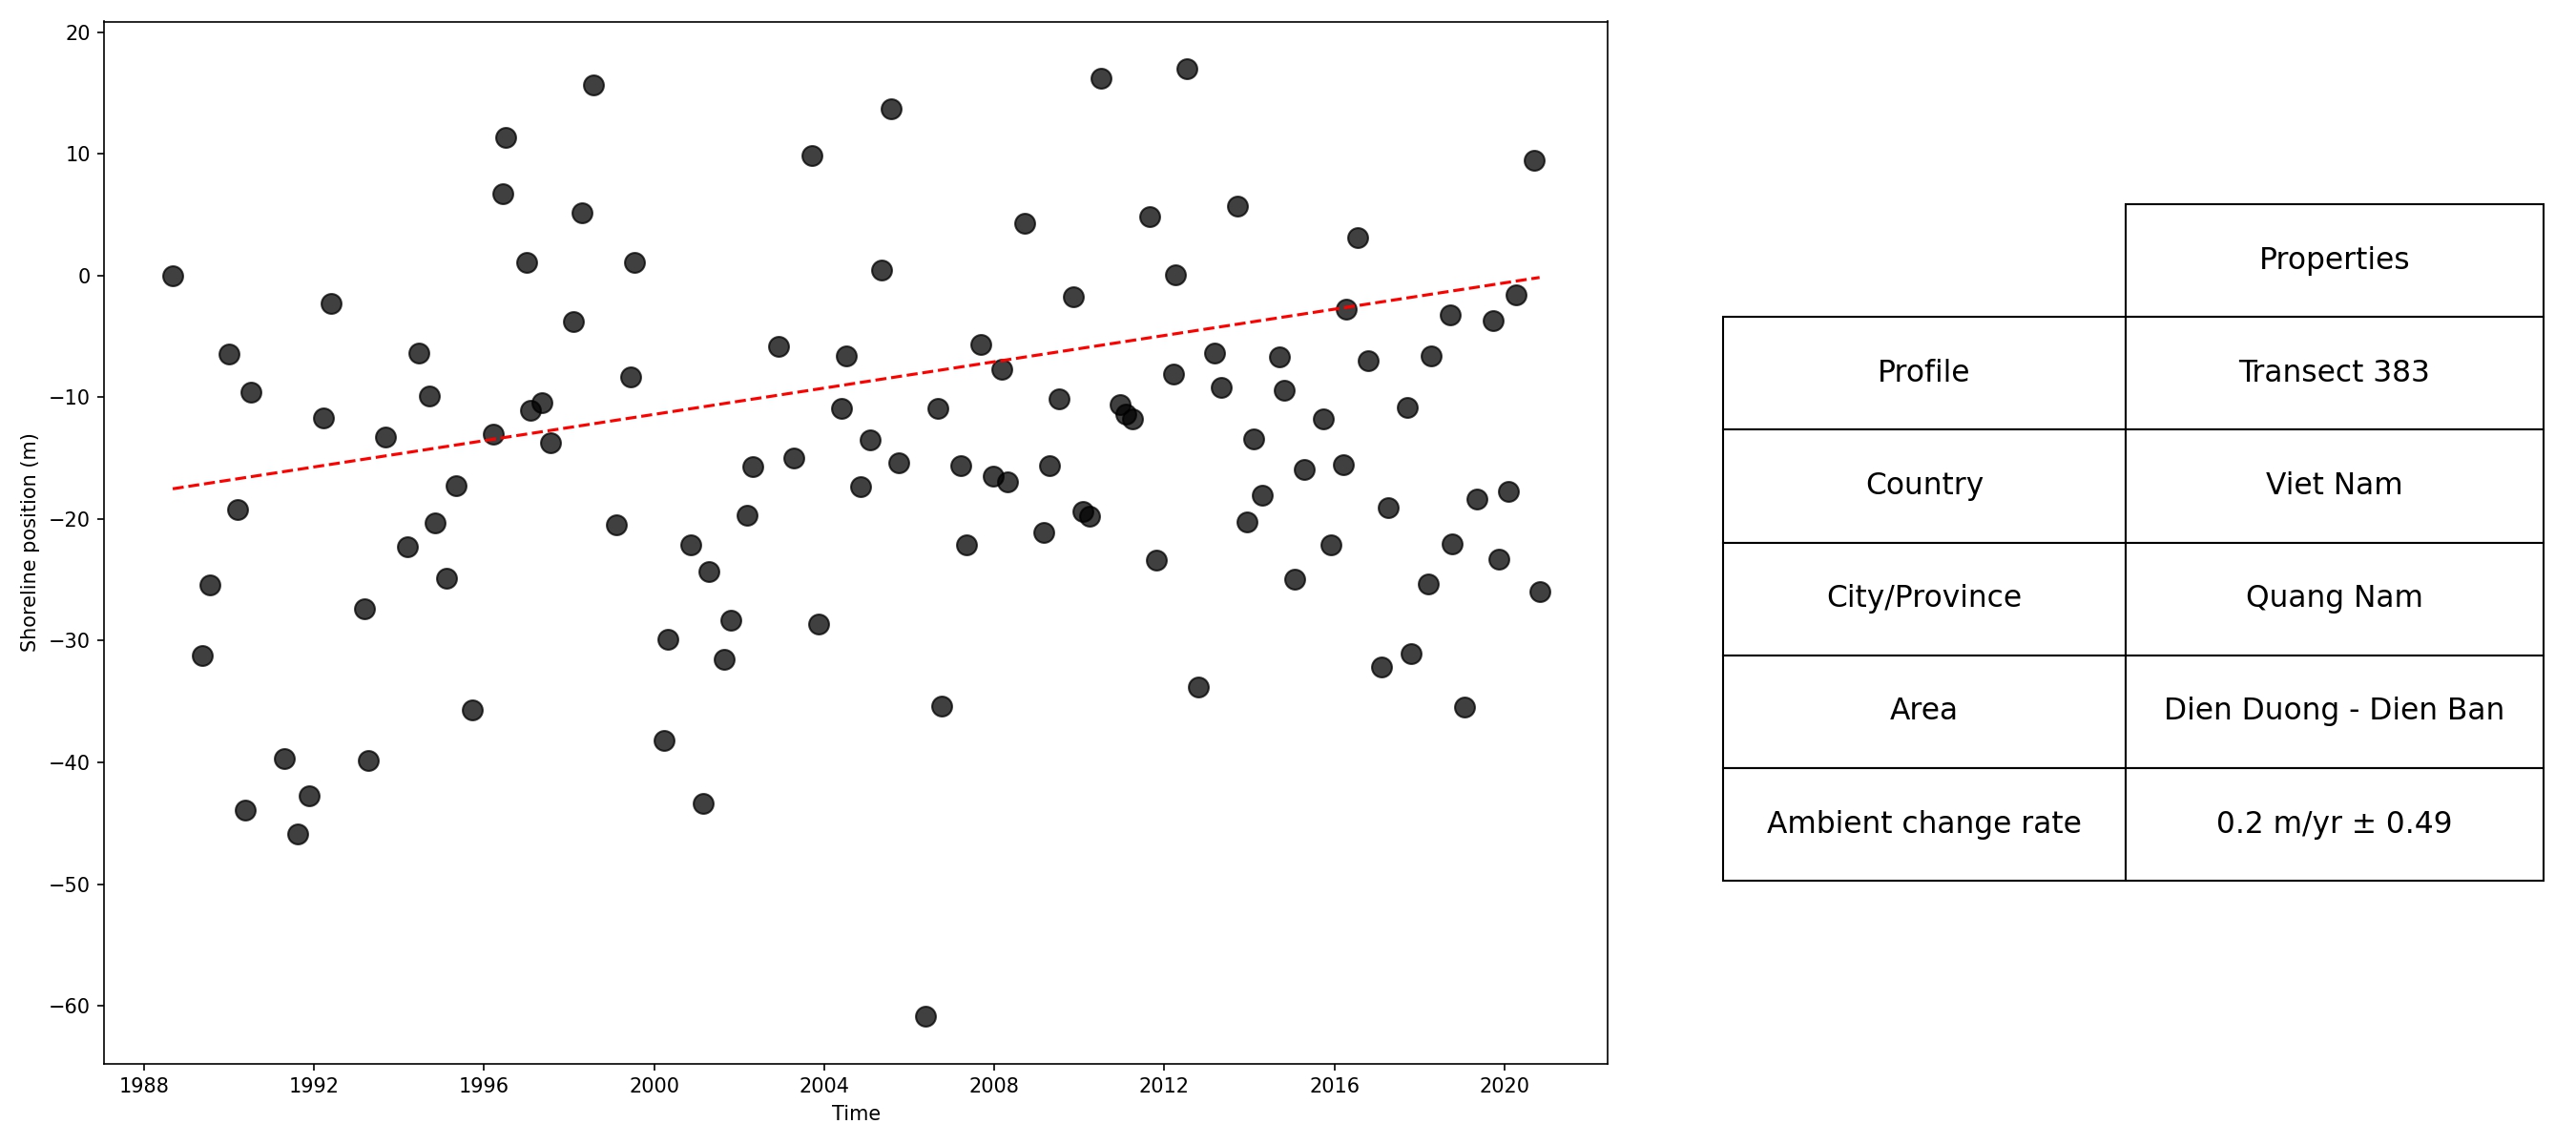 20
10
0
−10
−20
−30
−40
−50
−60
Shoreline position (m)
1988 1992 1996 2000 2004 2008 2012 2016 2020
Time
Properties
Profile Transect 383
Country Viet Nam
City/Province Quang Nam
Area Dien Duong - Dien Ban
Ambient change rate 0.2 m/yr ± 0.49